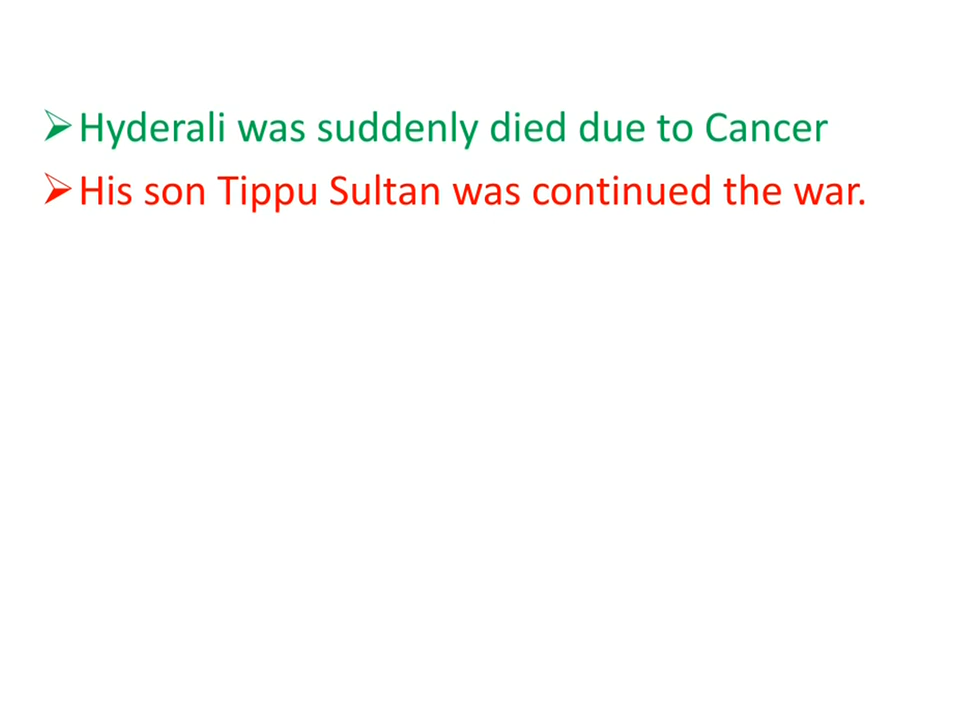 ➢Hyderali was suddenly died due to Cancer
➢His son Tippu Sultan was continued the war.